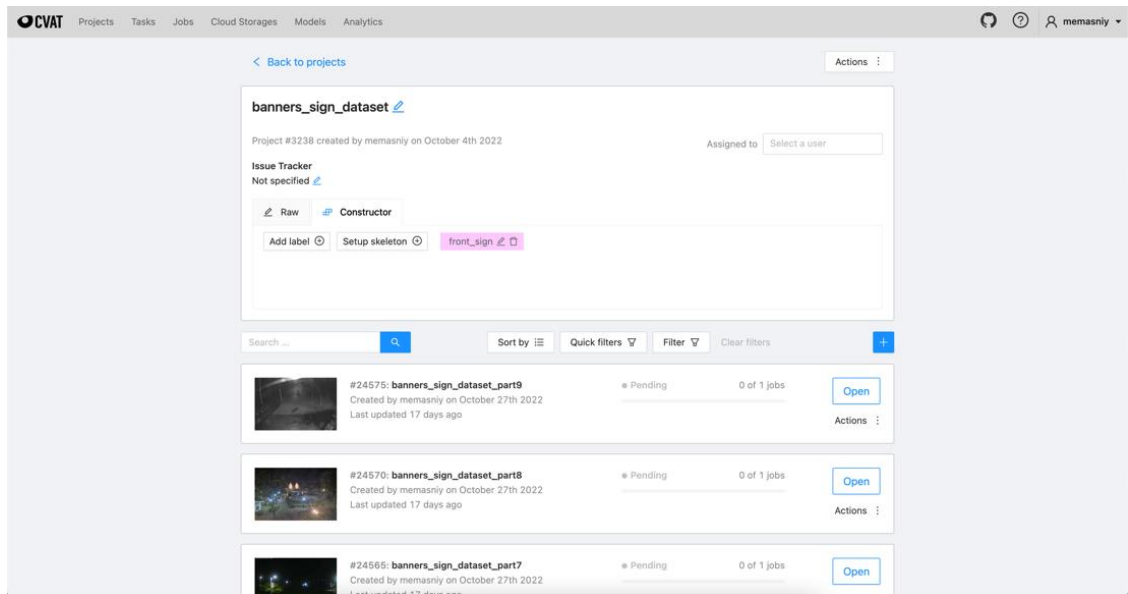 CVAT Projects Tasks Jobs Cloud Storages Models Analytics memasniy
Back to projects Actions
banners_sign_dataset
Project #3238 created by memasniy on October 4th 2022
Assigned to Select a user
Issue Tracker
Not specified
Raw Constructor
Add label Setup skeleton front_sign
Search ... Sort by Quick filters Filter Clear filters
#24575: banners_sign_dataset_part9 Pending 0 of 1 jobs
Created by memasniy on October 27th 2022
Open
Last updated 17 days ago
Actions
#24570: banners_sign_dataset_part8 Pending 0 of 1 jobs
Created by memasniy on October 27th 2022
Open
Last updated 17 days ago
Actions
#24565: banners_sign_dataset_part7 Pending 0 of 1 jobs
Created by memasniy on October 27th 2022
Open
Last updated 17 days ago